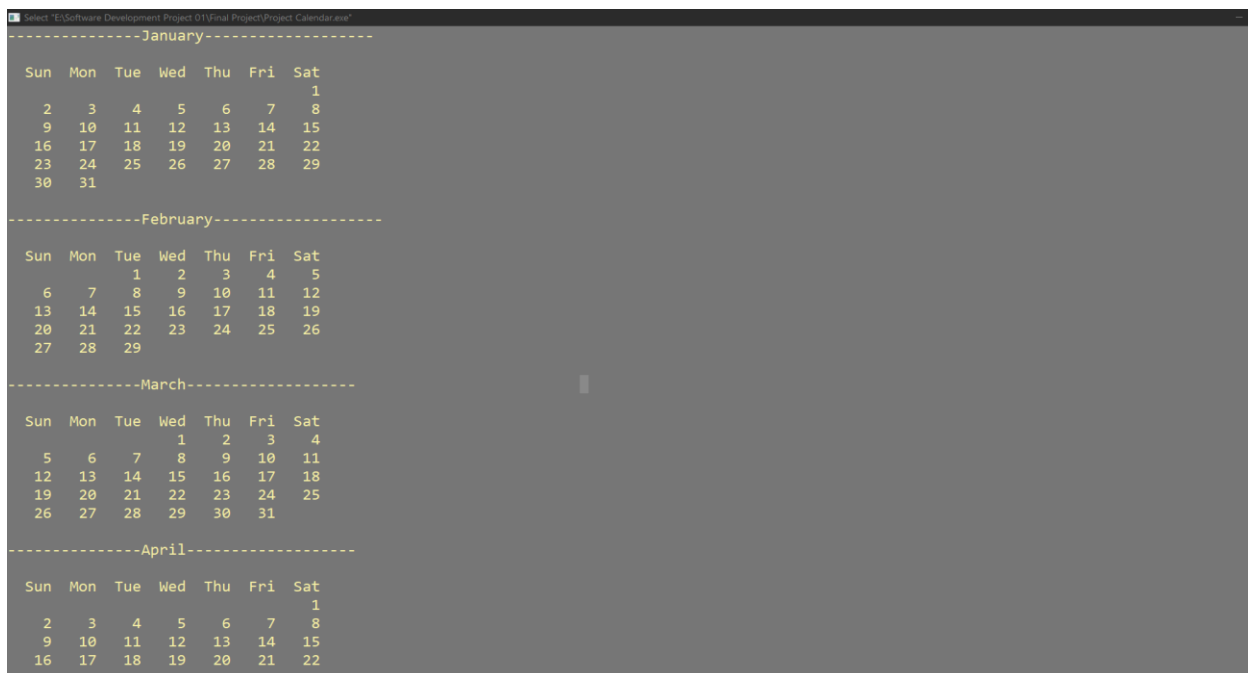 Select "E:\Software Development Project 01\Final Project\Project Calendar.exe"
---------------January-------------------
Sun Mon Tue Wed Thu Fri Sat
1
2 3 4 5 6 7 8
9 10 11 12 13 14 15
16 17 18 19 20 21 22
23 24 25 26 27 28 29
30 31
---------------February-------------------
Sun Mon Tue Wed Thu Fri Sat
1 2 3 4 5
6 7 8 9 10 11 12
13 14 15 16 17 18 19
20 21 22 23 24 25 26
27 28 29
---------------March-------------------
Sun Mon Tue Wed Thu Fri Sat
1 2 3 4
5 6 7 8 9 10 11
12 13 14 15 16 17 18
19 20 21 22 23 24 25
26 27 28 29 30 31
---------------April-------------------
Sun Mon Tue Wed Thu Fri Sat
1
2 3 4 5 6 7 8
9 10 11 12 13 14 15
16 17 18 19 20 21 22